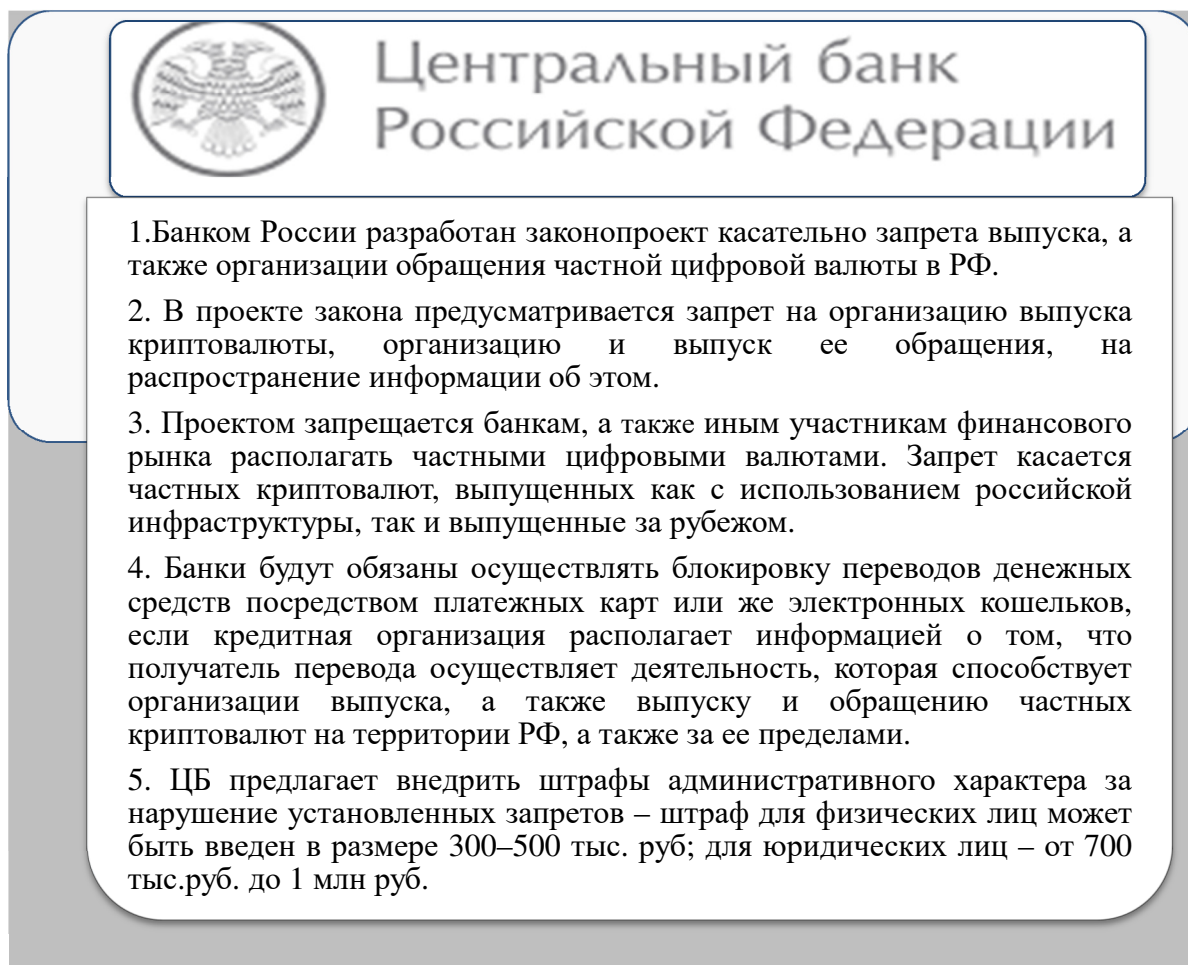 Центральный банк
Российской Федерации
1.Банком России разработан законопроект касательно запрета выпуска, а
также организации обращения частной цифровой валюты в РФ.
2. В проекте закона предусматривается запрет на организацию выпуска
криптовалюты, организацию и выпуск ее обращения, на
распространение информации об этом.
3. Проектом запрещается банкам, а также иным участникам финансового
рынка располагать частными цифровыми валютами. Запрет касается
частных криптовалют, выпущенных как с использованием российской
инфраструктуры, так и выпущенные за рубежом.
4. Банки будут обязаны осуществлять блокировку переводов денежных
средств посредством платежных карт или же электронных кошельков,
если кредитная организация располагает информацией о том, что
получатель перевода осуществляет деятельность, которая способствует
организации выпуска, а также выпуску и обращению частных
криптовалют на территории РФ, а также за ее пределами.
5. ЦБ предлагает внедрить штрафы административного характера за
нарушение установленных запретов – штраф для физических лиц может
быть введен в размере 300–500 тыс. руб; для юридических лиц – от 700
тыс.руб. до 1 млн руб.